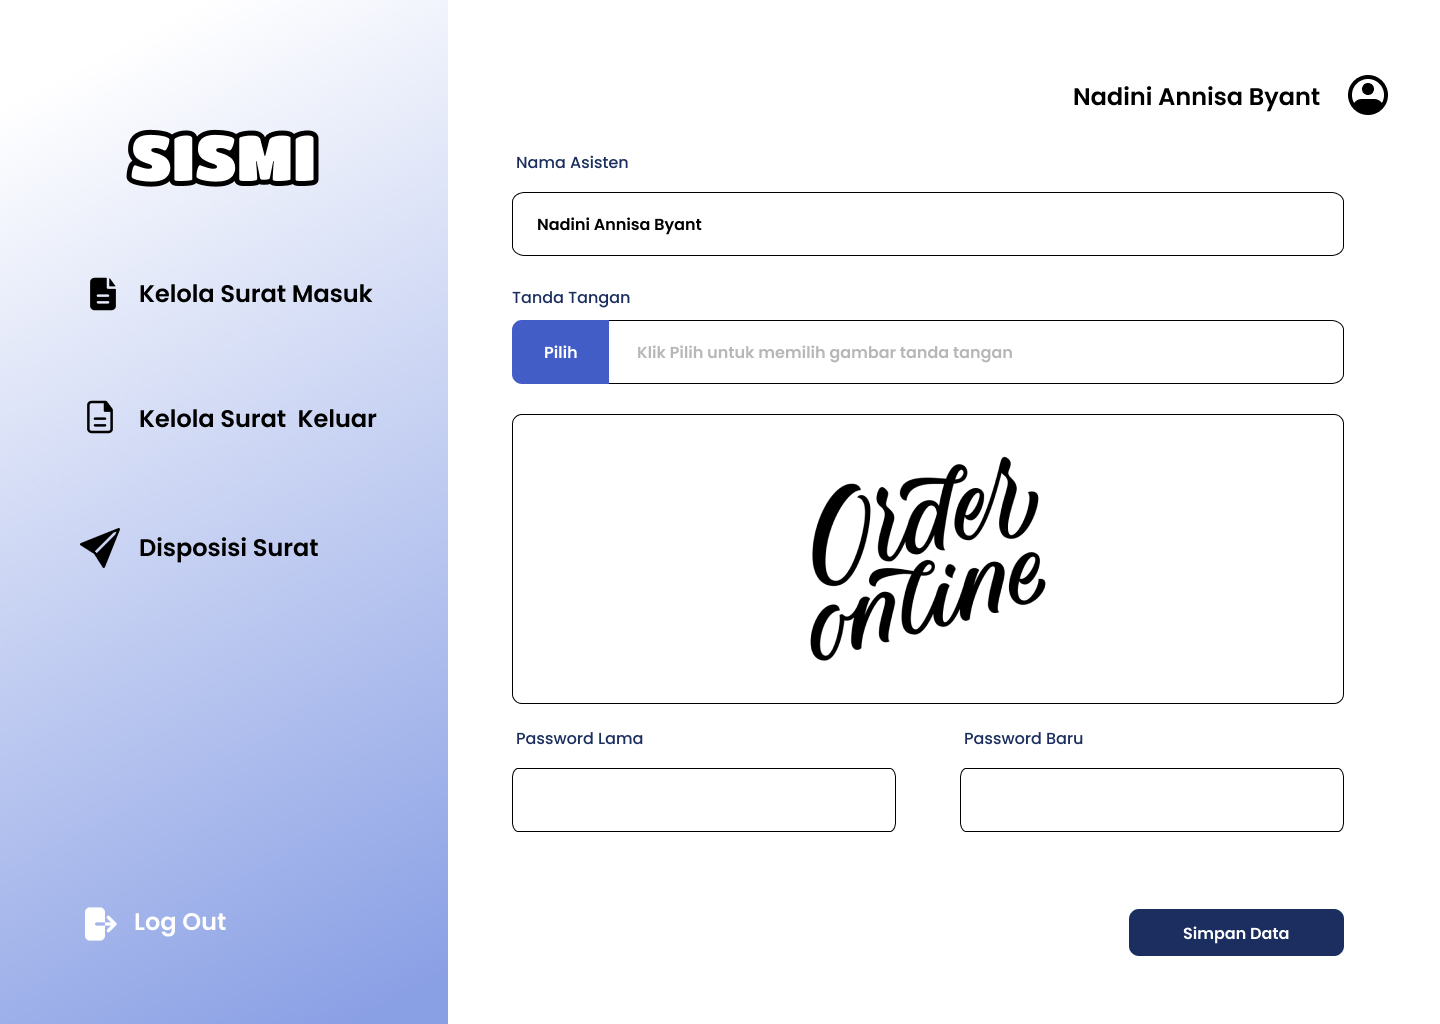 SISMI
Kelola Surat Masuk
Kelola Surat  Keluar
Disposisi Surat
Log Out
Nadini Annisa Byant
Nama Asisten
Nadini Annisa Byant
Tanda Tangan
Pilih
Klik Pilih untuk memilih gambar tanda tangan
Order
online
Password Lama
Password Baru
Simpan Data